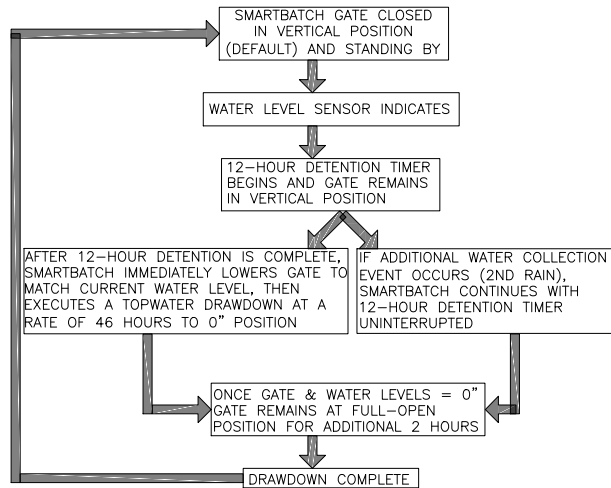 SMARTBATCH GATE CLOSED
IN VERTICAL POSITION
(DEFAULT) AND STANDING BY
WATER LEVEL SENSOR INDICATES
12-HOUR DETENTION TIMER
BEGINS AND GATE REMAINS
IN VERTICAL POSITION
AFTER 12-HOUR DETENTION IS COMPLETE,
SMARTBATCH IMMEDIATELY LOWERS GATE TO
MATCH CURRENT WATER LEVEL, THEN
EXECUTES A TOPWATER DRAWDOWN AT A
RATE OF 46 HOURS TO 0" POSITION
IF ADDITIONAL WATER COLLECTION
EVENT OCCURS (2ND RAIN),
SMARTBATCH CONTINUES WITH
12-HOUR DETENTION TIMER
UNINTERRUPTED
ONCE GATE & WATER LEVELS = 0"
GATE REMAINS AT FULL-OPEN
POSITION FOR ADDITIONAL 2 HOURS
DRAWDOWN COMPLETE